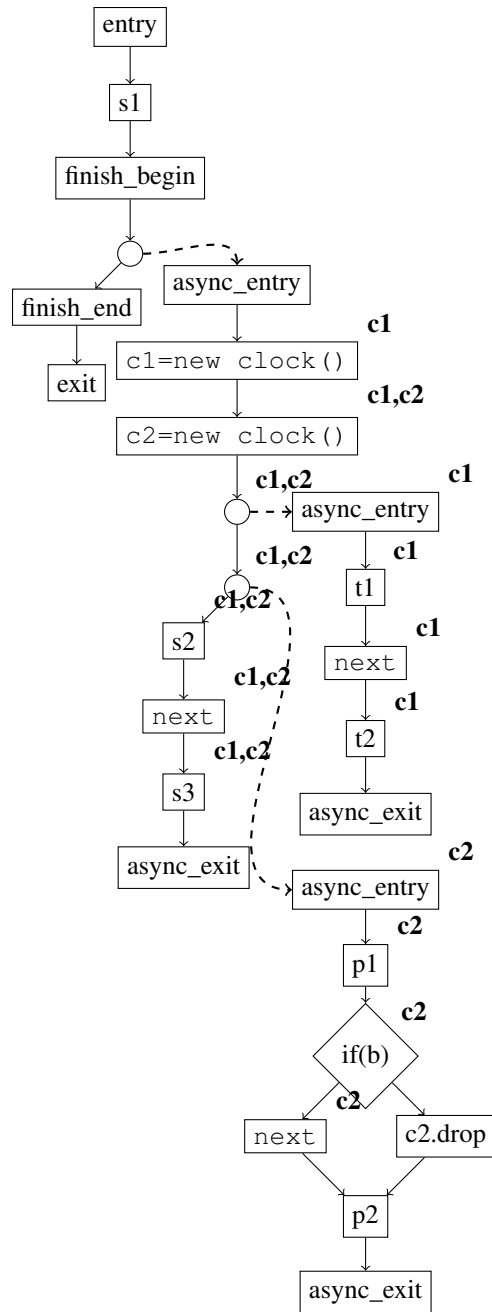 entry
s1
finish_begin
async_entry
finish_end
c1
c1=new clock()
exit
c1,c2
c2=new clock()
c1,c2
c1
async_entry
c1,c2
c1
t1
c1,c2
s2
c1
next
c1,c2
next
c1
t2
c1,c2
s3
async_exit
async_exit
c2
async_entry
c2
p1
c2
if(b)
c2
next
c2.drop
p2
async_exit